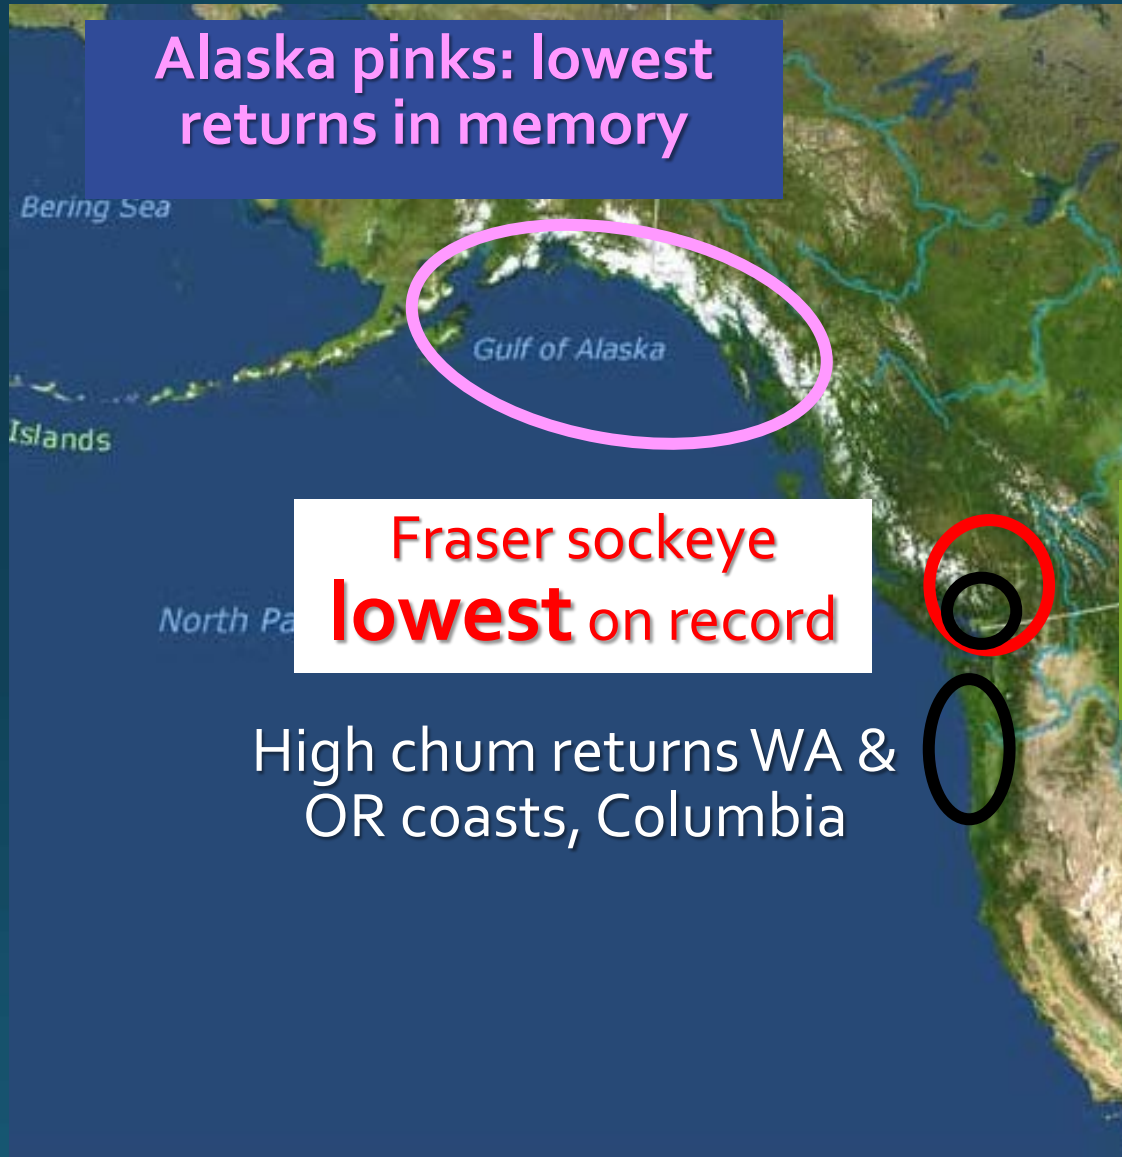 Alaska pinks: lowest
returns in memory
Bering Sea
Gulf of Alaska
Islands
Fraser sockeye
lowest on record
North Pa
High chum returns WA &
OR coasts, Columbia